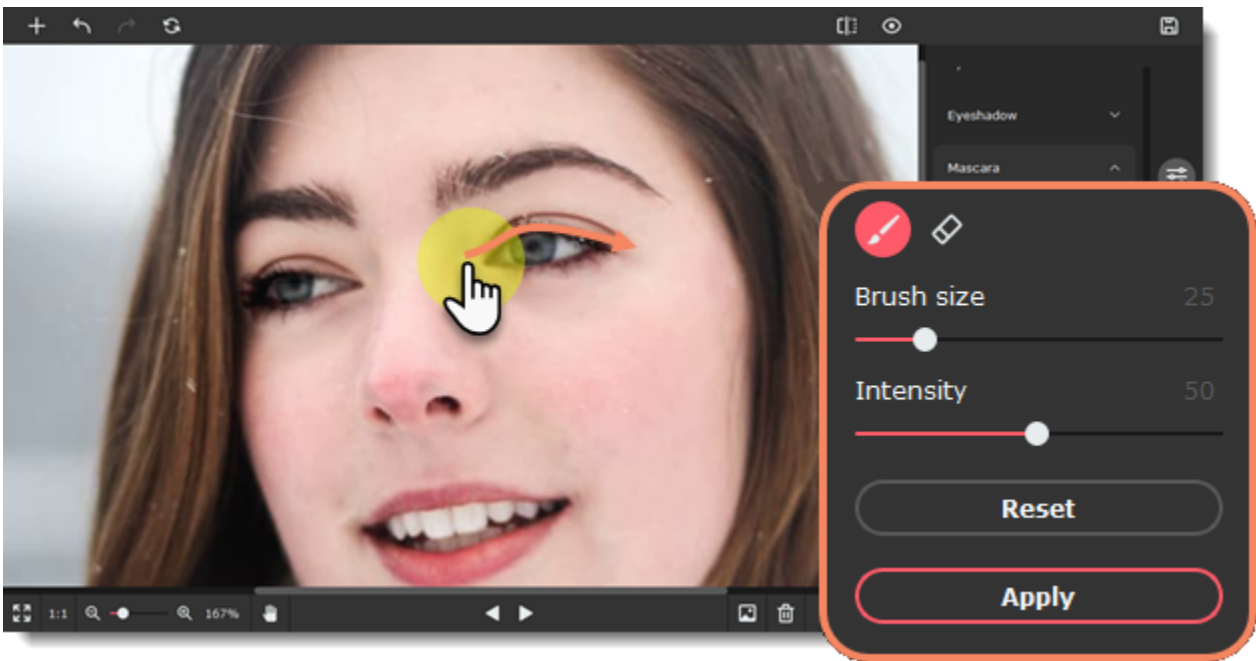 Eyeshadow
Mascara
Brush size 25
Intensity 50
Reset
Apply
1:1
167%